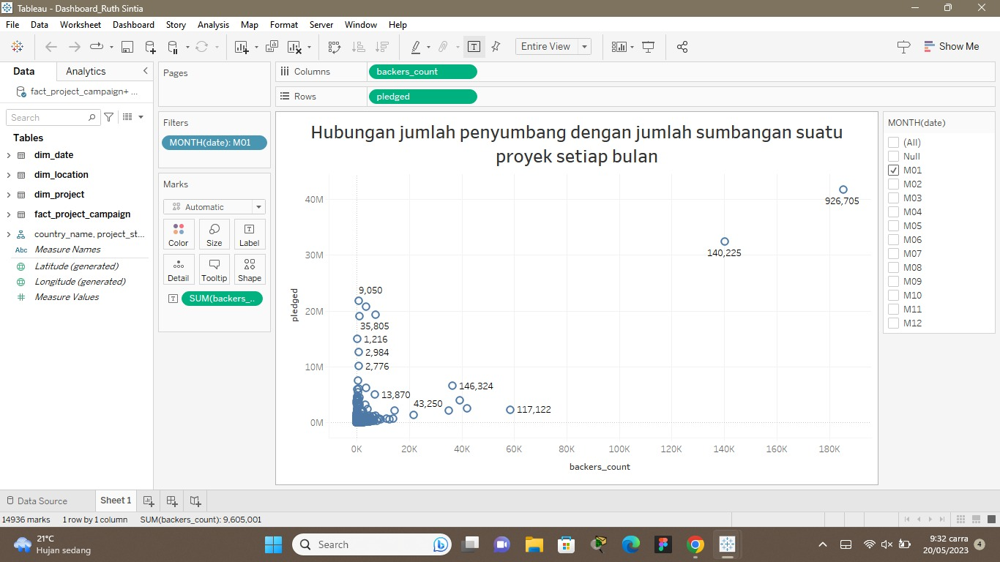 Tableau - Dashboard_Ruth Sintia
File Data Worksheet Dashboard Story Analysis Map Format Server Window Help
Entire View
Show Me
Data Analytics
fact_project_campaign+ ...
Search
Tables
dim_date
dim_location
dim_project
fact_project_campaign
country_name, project_st...
Abc Measure Names
Latitude (generated)
Longitude (generated)
# Measure Values
Pages
Filters
MONTH(date): M01
Marks
Automatic
Color Size Label
Detail Tooltip Shape
SUM(backers_..
Columns backers_count
Rows pledged
Hubungan jumlah penyumbang dengan jumlah sumbangan suatu
proyek setiap bulan
pledged
40M
30M
20M
10M
0M
926,705
140,225
9,050
35,805
1,216
2,984
2,776
146,324
13,870
43,250
117,122
0K 20K 40K 60K 80K 100K 120K 140K 160K 180K
backers_count
MONTH(date)
(All)
Null
M01
M02
M03
M04
M05
M06
M07
M08
M09
M10
M11
M12
Data Source Sheet 1
14936 marks 1 row by 1 column SUM(backers_count): 9,605,001
21°C
Hujan sedang
Search
9:32 carra
20/05/2023
4